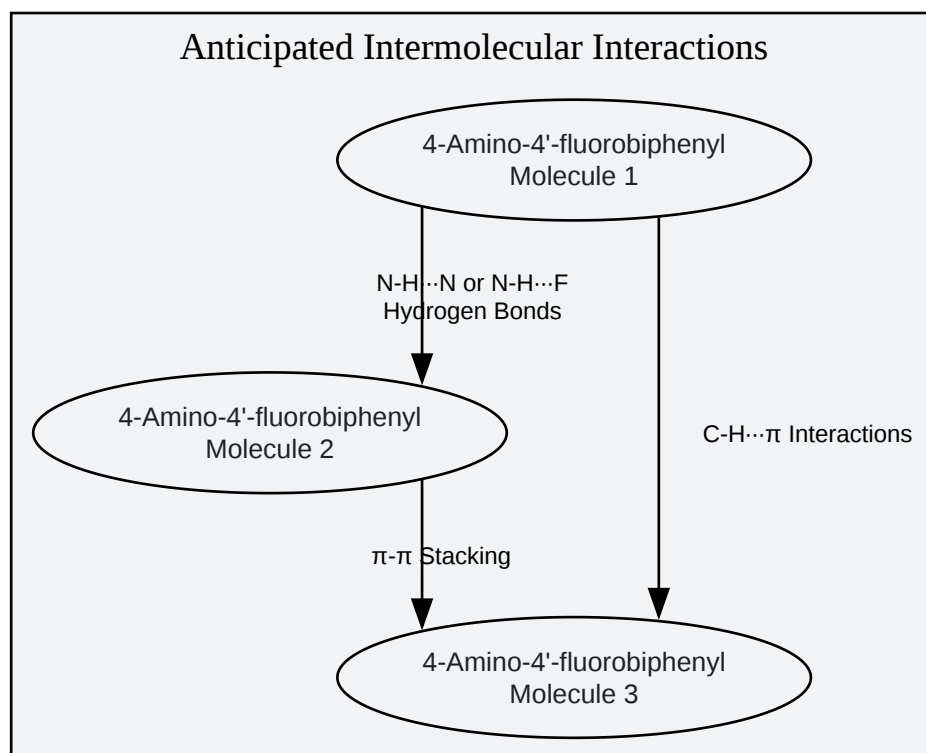 Anticipated Intermolecular Interactions
4-Amino-4'-fluorobiphenyl
Molecule 1
N-H···N or N-H···F
Hydrogen Bonds
4-Amino-4'-fluorobiphenyl
Molecule 2
C-H···π Interactions
π-π Stacking
4-Amino-4'-fluorobiphenyl
Molecule 3